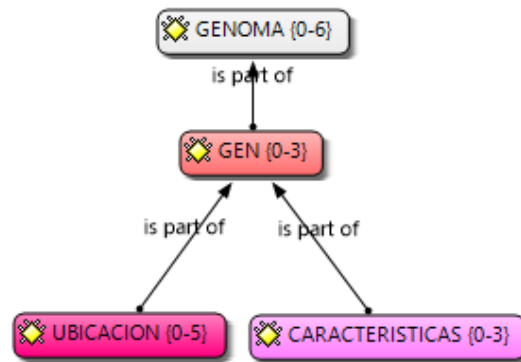 GENOMA {0-6}
is part of
GEN {0-3}
is part of
is part of
UBICACION {0-5}
CARACTERISTICAS {0-3}